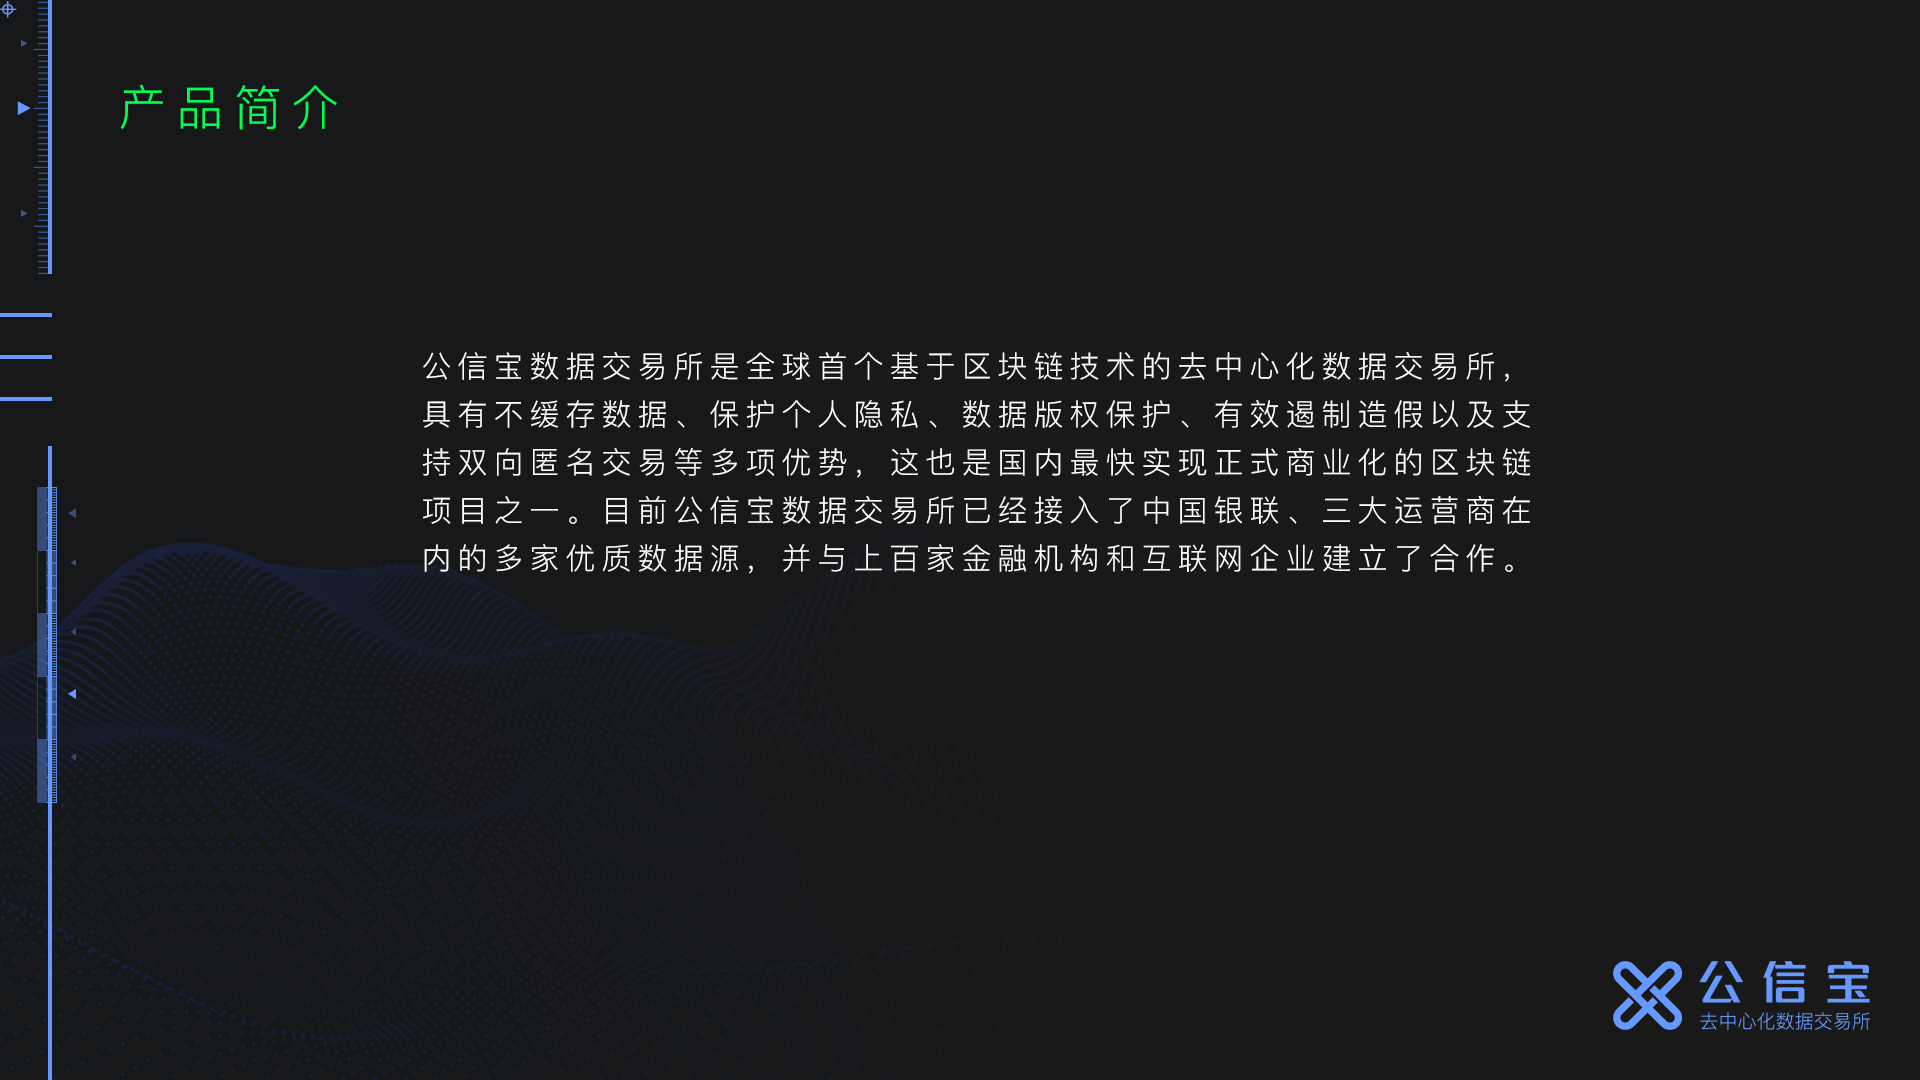 产品简介
公信宝数据交易所是全球首个基于区块链技术的去中心化数据交易所，
具有不缓存数据、保护个人隐私、数据版权保护、有效遏制造假以及支
持双向匿名交易等多项优势，这也是国内最快实现正式商业化的区块链
项目之一。目前公信宝数据交易所已经接入了中国银联、三大运营商在
内的多家优质数据源，并与上百家金融机构和互联网企业建立了合作。
公信宝
去中心化数据交易所